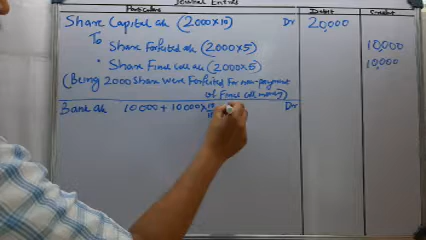 Journal Entries
Particulars Debit Credit
Share Capital a/c (2000×10) Dr 20,000
To Share Forfeited a/c (2000×5) 10,000
" Share Final call a/c (2000×5) 10,000
(Being 2000 Share were Forfeited For non-payment
of Final call money)
Bank a/c 10000 + 10000× Dr